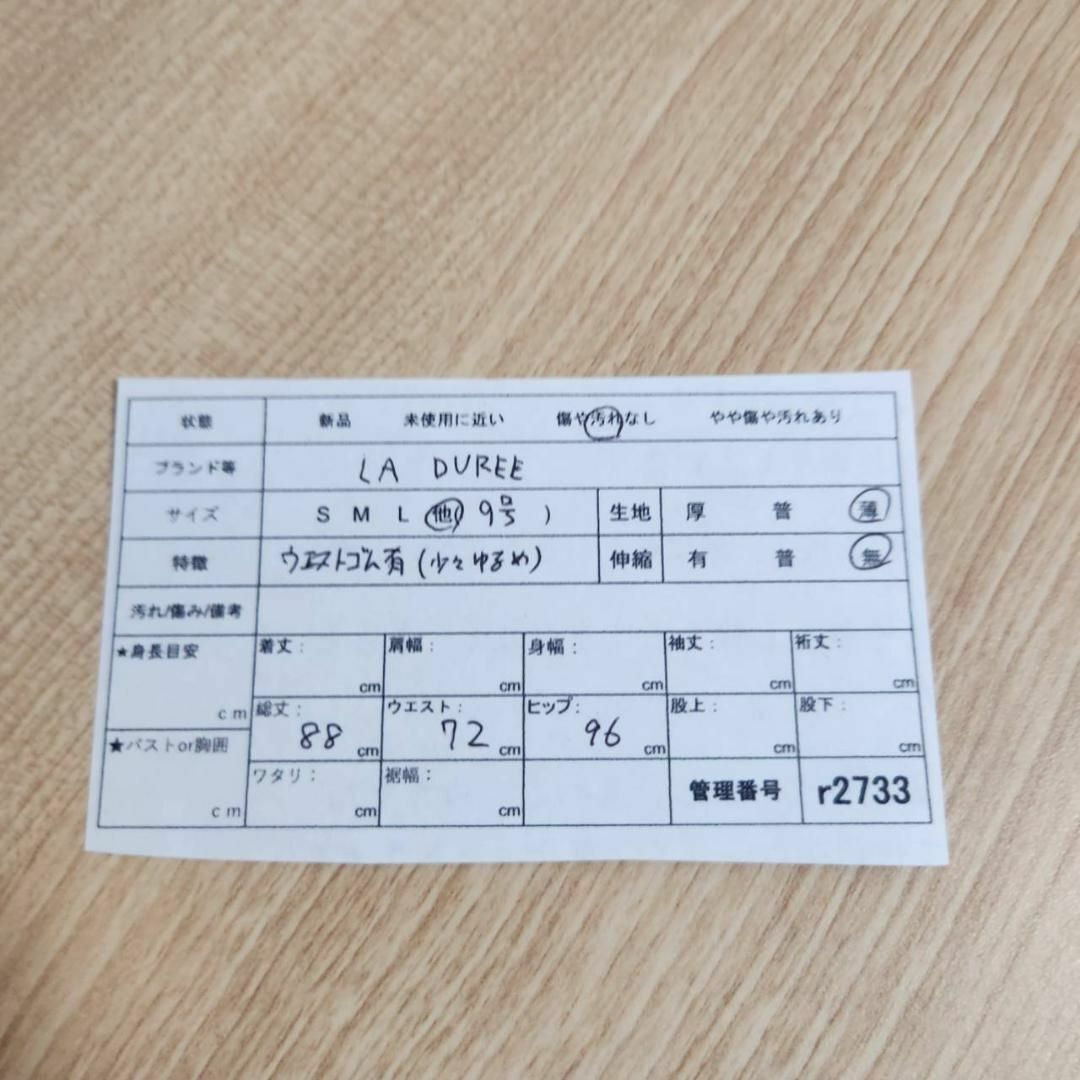 状態 新品 未使用に近い 傷や汚れなし やや傷や汚れあり
ブランド等 LA DUREE
サイズ S M L (他( 9号 ) 生地 厚 普 薄
特徴 ウエストゴム有(少々ゆるめ) 伸縮 有 普 無
汚れ/傷み/備考
★身長目安 cm
着丈: cm 肩幅: cm 身幅: cm 袖丈: cm 裄丈: cm
総丈: 88 cm ウエスト: 72 cm ヒップ: 96 cm 股上: cm 股下: cm
★バストor胸囲 cm
ワタリ: cm 裾幅: cm 管理番号 r2733